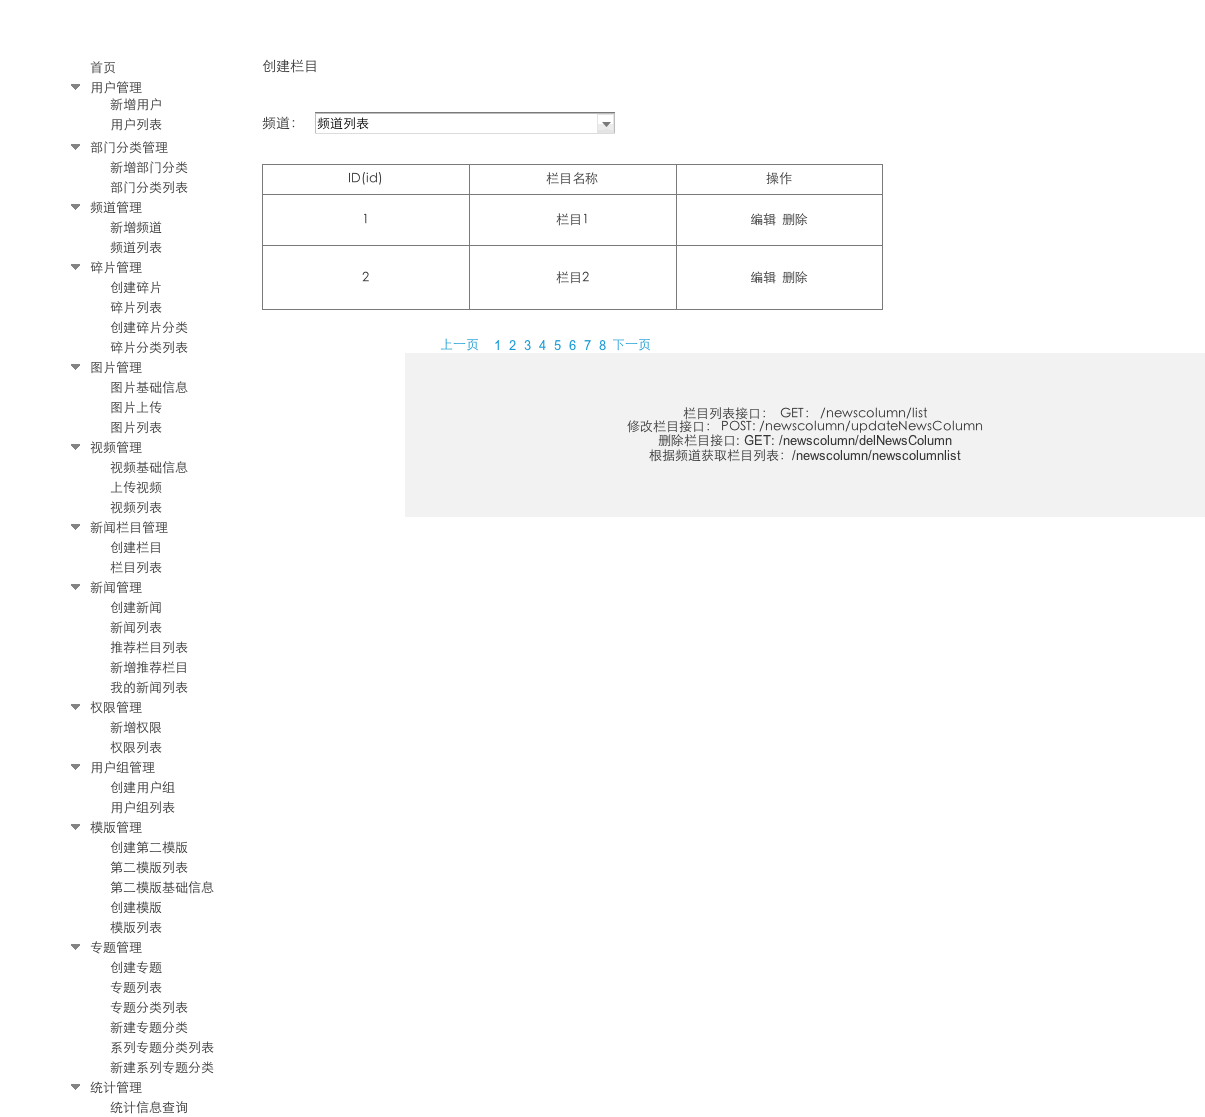 首页
用户管理
新增用户
用户列表
部门分类管理
新增部门分类
部门分类列表
频道管理
新增频道
频道列表
碎片管理
创建碎片
碎片列表
创建碎片分类
碎片分类列表
图片管理
图片基础信息
图片上传
图片列表
视频管理
视频基础信息
上传视频
视频列表
新闻栏目管理
创建栏目
栏目列表
新闻管理
创建新闻
新闻列表
推荐栏目列表
新增推荐栏目
我的新闻列表
权限管理
新增权限
权限列表
用户组管理
创建用户组
用户组列表
模版管理
创建第二模版
第二模版列表
第二模版基础信息
创建模版
模版列表
专题管理
创建专题
专题列表
专题分类列表
新建专题分类
系列专题分类列表
新建系列专题分类
统计管理
统计信息查询
创建栏目
频道： 频道列表
ID(id) 栏目名称 操作
1 栏目1 编辑 删除
2 栏目2 编辑 删除
上一页 1 2 3 4 5 6 7 8 下一页
栏目列表接口： GET： /newscolumn/list
修改栏目接口： POST: /newscolumn/updateNewsColumn
删除栏目接口: GET: /newscolumn/delNewsColumn
根据频道获取栏目列表：/newscolumn/newscolumnlist